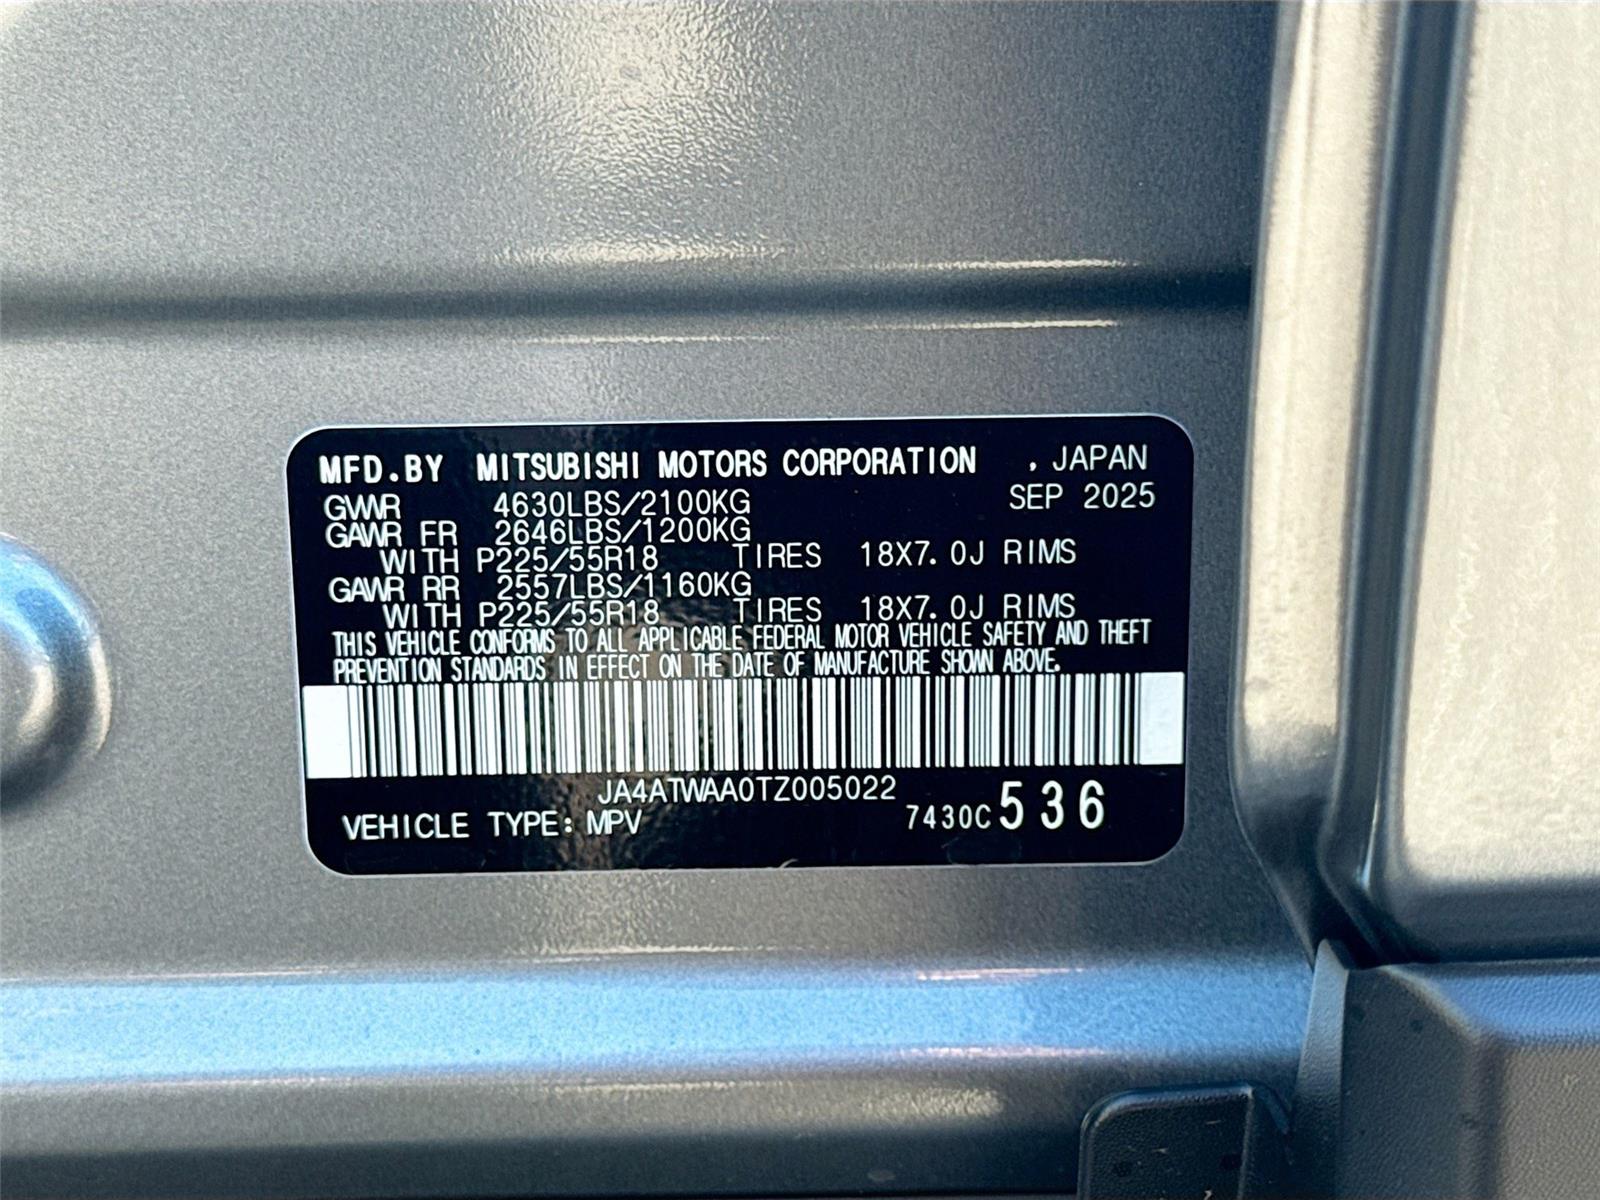 MFD.BY MITSUBISHI MOTORS CORPORATION , JAPAN
GVWR 4630LBS/2100KG SEP 2025
GAWR FR 2646LBS/1200KG
WITH P225/55R18 TIRES 18X7.0J RIMS
GAWR RR 2557LBS/1160KG
WITH P225/55R18 TIRES 18X7.0J RIMS
THIS VEHICLE CONFORMS TO ALL APPLICABLE FEDERAL MOTOR VEHICLE SAFETY AND THEFT
PREVENTION STANDARDS IN EFFECT ON THE DATE OF MANUFACTURE SHOWN ABOVE.
JA4ATWAA0TZ005022
VEHICLE TYPE: MPV 7430C 536